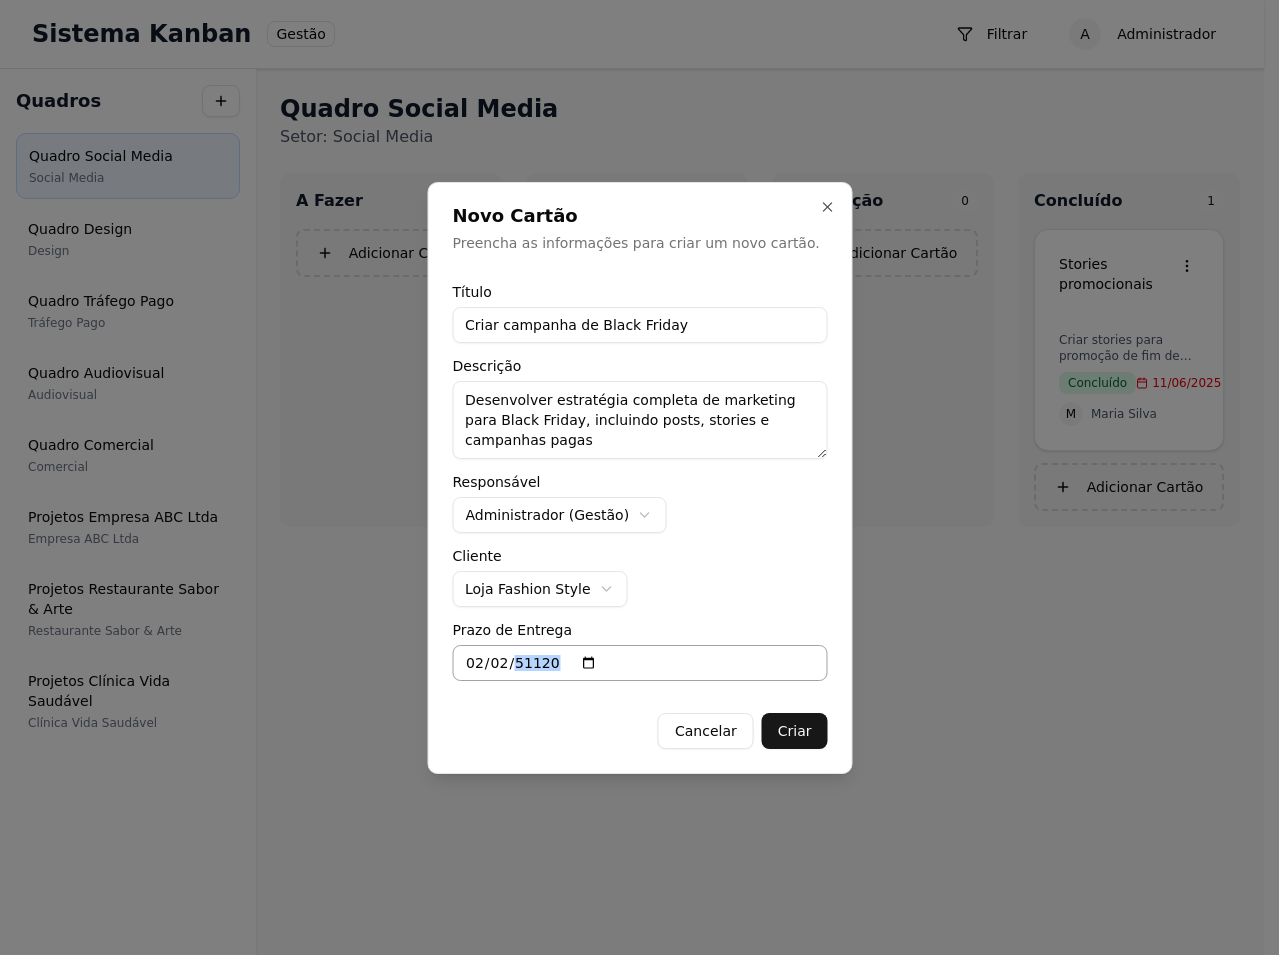 Sistema Kanban
Gestão
Filtrar
A
Administrador
Quadros
Quadro Social Media
Social Media
Quadro Design
Design
Quadro Tráfego Pago
Tráfego Pago
Quadro Audiovisual
Audiovisual
Quadro Comercial
Comercial
Projetos Empresa ABC Ltda
Empresa ABC Ltda
Projetos Restaurante Sabor
& Arte
Restaurante Sabor & Arte
Projetos Clínica Vida
Saudável
Clínica Vida Saudável
Quadro Social Media
Setor: Social Media
A Fazer
Adicionar C
ção
0
dicionar Cartão
Concluído
1
Stories
promocionais
Criar stories para
promoção de fim de...
Concluído
11/06/2025
M
Maria Silva
Adicionar Cartão
Novo Cartão
Preencha as informações para criar um novo cartão.
Título
Criar campanha de Black Friday
Descrição
Desenvolver estratégia completa de marketing
para Black Friday, incluindo posts, stories e
campanhas pagas
Responsável
Administrador (Gestão)
Cliente
Loja Fashion Style
Prazo de Entrega
02/02/51120
Cancelar
Criar